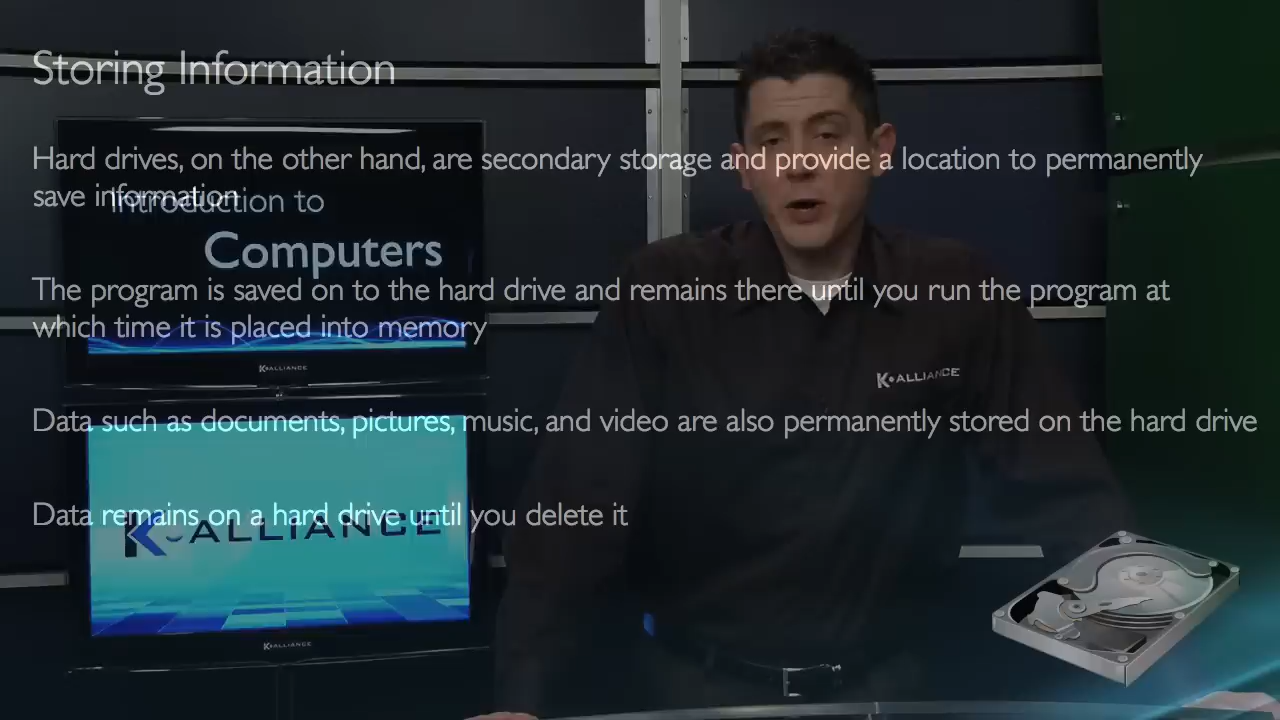 Storing Information
Hard drives, on the other hand, are secondary storage and provide a location to permanently
save information
Introduction to
Computers
The program is saved on to the hard drive and remains there until you run the program at
which time it is placed into memory
K•ALLIANCE
K•ALLIANCE
Data such as documents, pictures, music, and video are also permanently stored on the hard drive
Data remains on a hard drive until you delete it
K-ALLIANCE
K•ALLIANCE